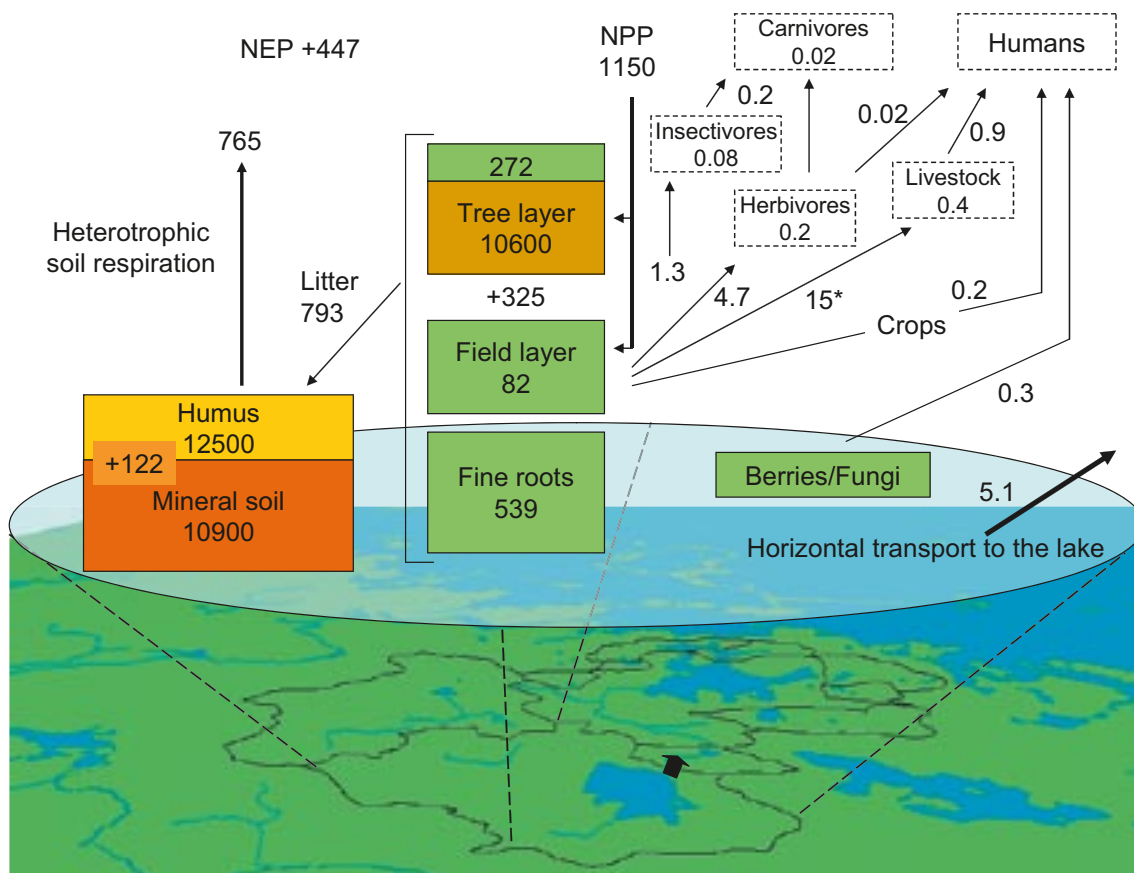 NEP +447
NPP
1150
Carnivores
0.02
Humans
0.2
0.02
Insectivores
0.08
0.9
765
272
Livestock
0.4
Tree layer
10600
Herbivores
0.2
Heterotrophic
soil respiration
Litter
793
+325
1.3
4.7
15*
0.2
Crops
Field layer
82
0.3
Humus
12500
+122
Mineral soil
10900
Fine roots
539
Berries/Fungi
5.1
Horizontal transport to the lake